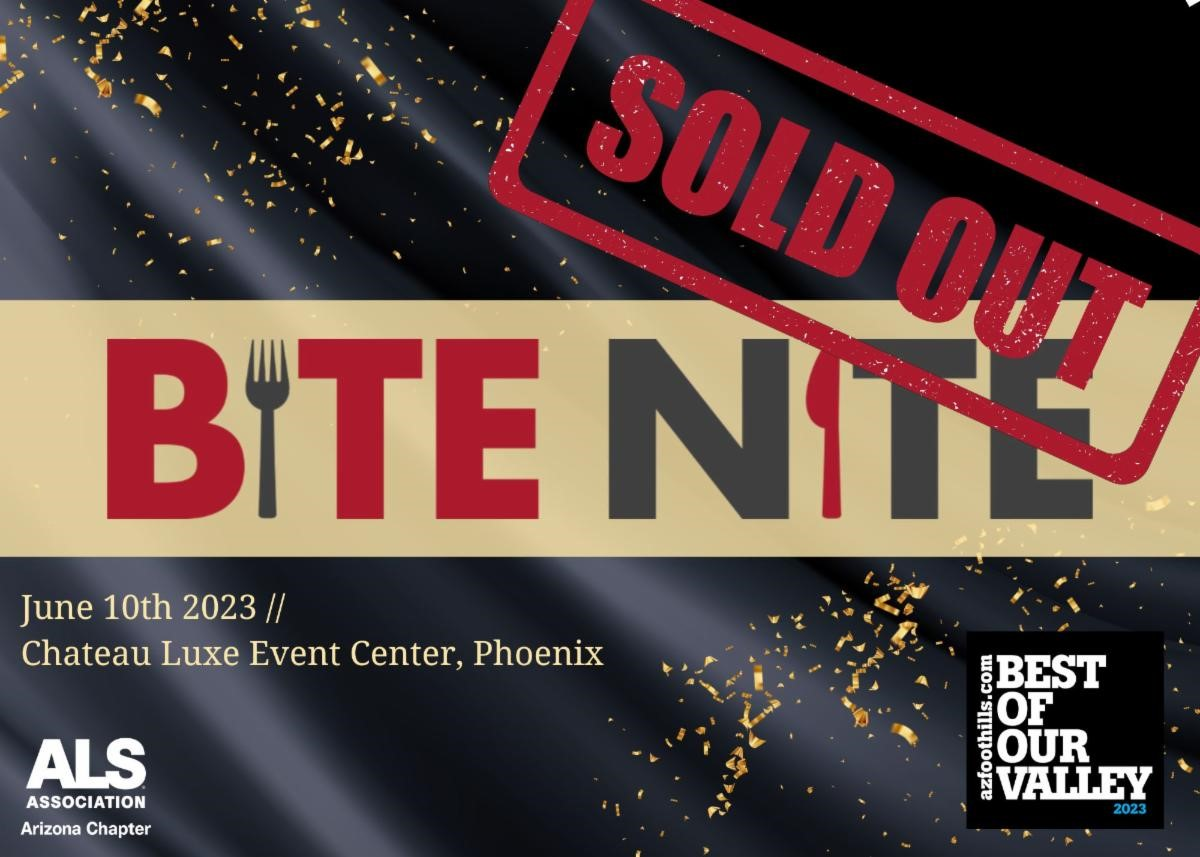 SOLD OUT
BITE NITE
June 10th 2023 //
Chateau Luxe Event Center, Phoenix
ALS
ASSOCIATION
Arizona Chapter
azfoothills.com
BEST
OF
OUR
VALLEY
2023